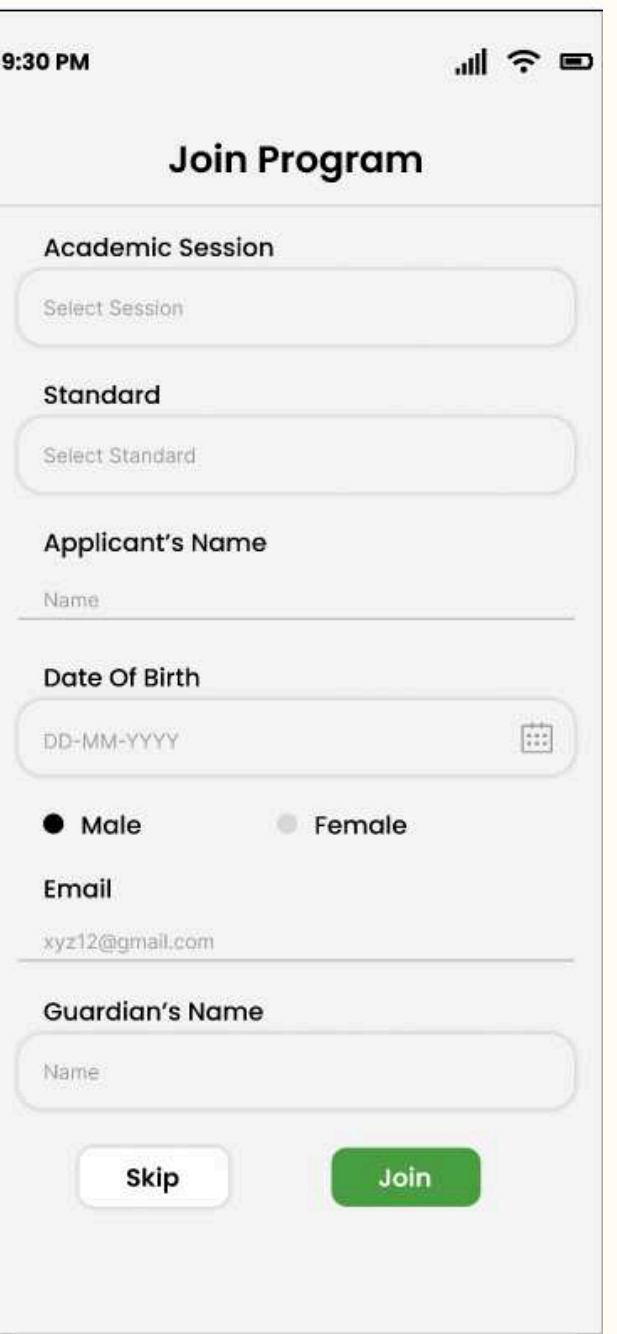 9:30 PM
Join Program
Academic Session
Select Session
Standard
Select Standard
Applicant's Name
Name
Date Of Birth
DD-MM-YYYY
Male Female
Email
xyz12@gmail.com
Guardian's Name
Name
Skip Join